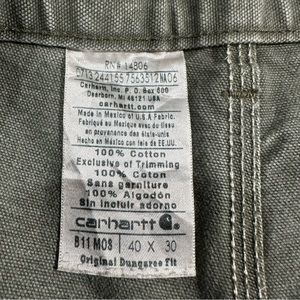 RN# 14806
Carhartt, Inc. P.O. Box 600
Dearborn, MI 48121 USA
carhartt.com
Made in Mexico of U.S.A Fabric
Fabriqué au Mexique avec du tissu
en provenance des états-unis
Hecho en México con tela de EE.UU.
100% Cotton
Exclusive of Trimming
100% Cotton
Sans garniture
100% Algodón
Sin incluir adorno
carhartt
B11 MOS 40 X 30
Original Dungaree Fit